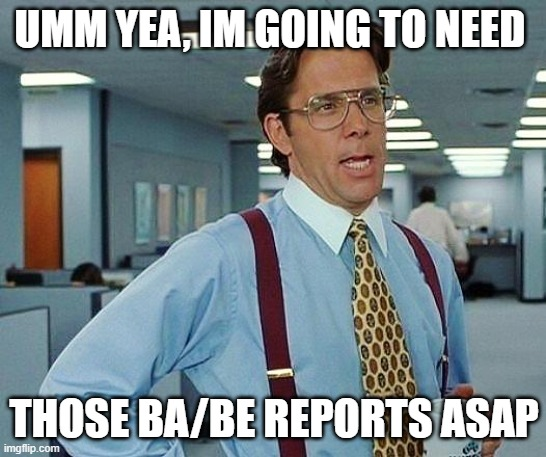 UMM YEA, IM GOING TO NEED
THOSE BA/BE REPORTS ASAP
imgflip.com